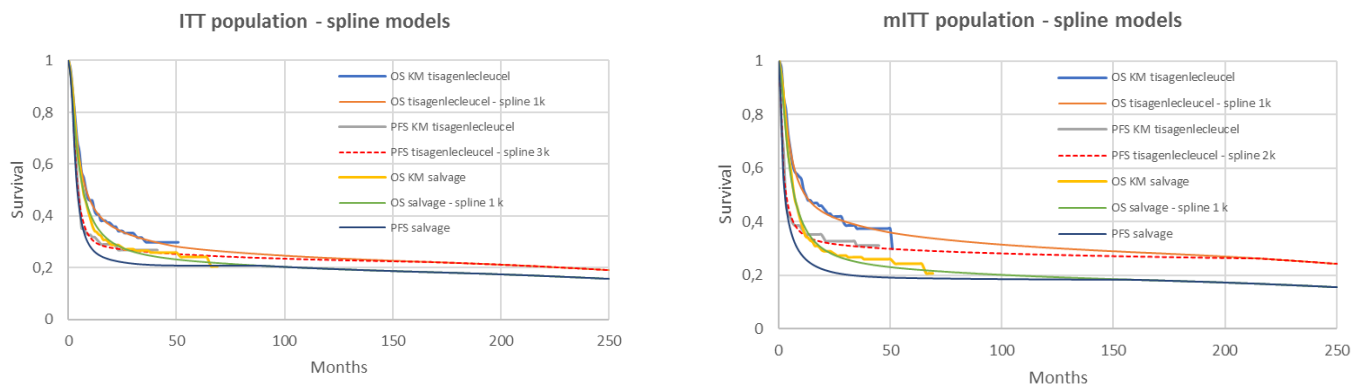 ITT population - spline models
1
0,8
0,6
0,4
0,2
0
Survival
0
50
100
150
200
250
Months
OS KM tisagenlecleucel
OS tisagenlecleucel - spline 1k
PFS KM tisagenlecleucel
PFS tisagenlecleucel - spline 3k
OS KM salvage
OS salvage - spline 1 k
PFS salvage
mITT population - spline models
1
0,8
0,6
0,4
0,2
0
Survival
0
50
100
150
200
250
Months
OS KM tisagenlecleucel
OS tisagenlecleucel - spline 1k
PFS KM tisagenlecleucel
PFS tisagenlecleucel - spline 2k
OS KM salvage
OS salvage - spline 1 k
PFS salvage